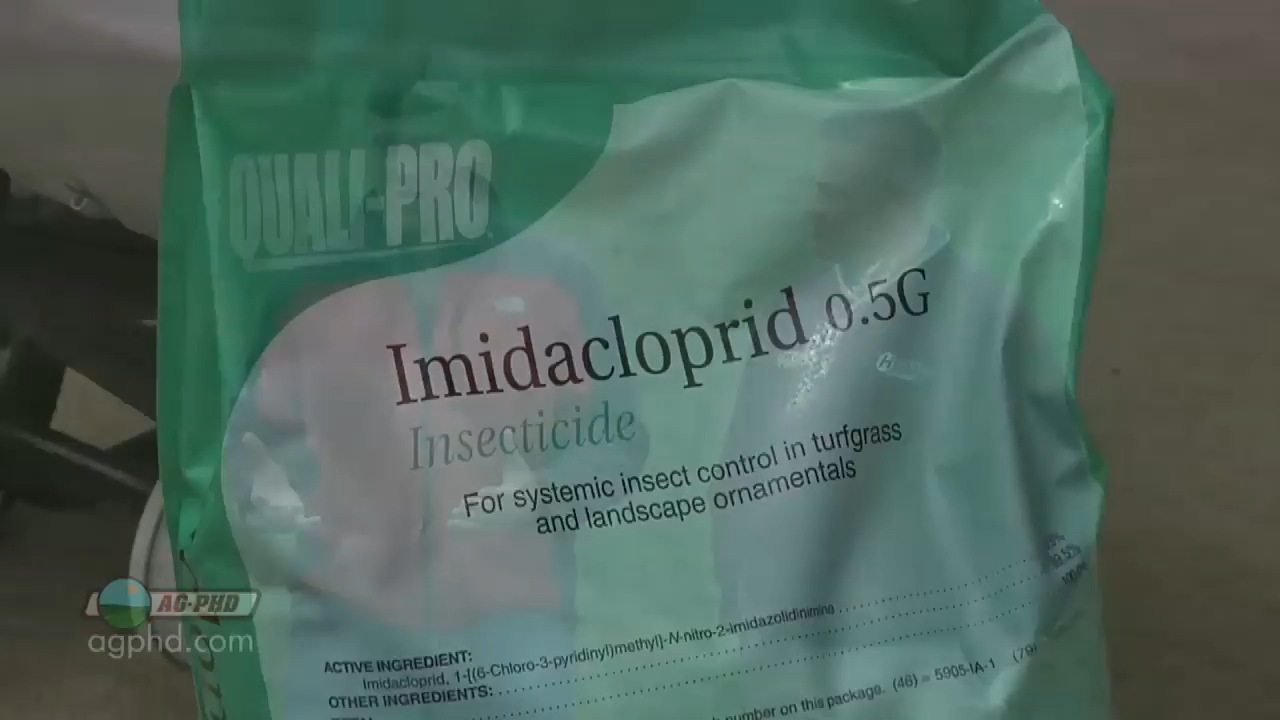 QUALI-PRO
Imidacloprid 0.5G
Insecticide
For systemic insect control in turfgrass
and landscape ornamentals
ACTIVE INGREDIENT:
Imidacloprid, 1-[(6-Chloro-3-pyridinyl)methyl]-N-nitro-2-imidazolidinimine
OTHER INGREDIENTS:
number on this package. (46) = 5905-IA-1 (79)
AG-PHD
agphd.com